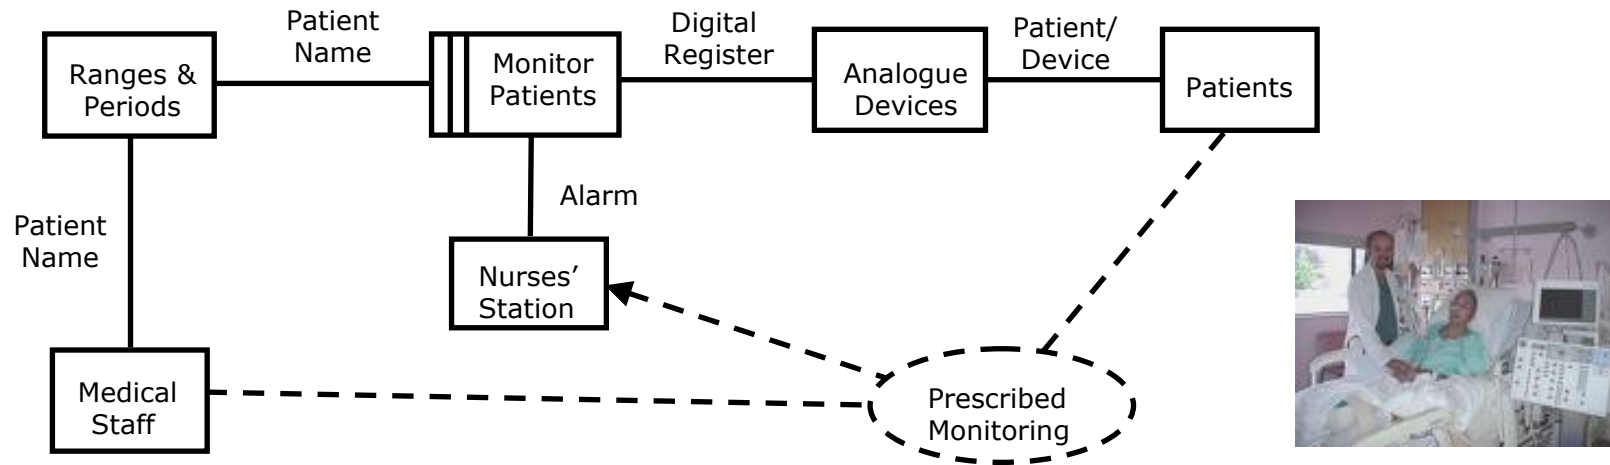 Patient
Name
Digital
Register
Patient/
Device
Ranges &
Periods
Monitor
Patients
Analogue
Devices
Patients
Alarm
Patient
Name
Nurses’
Station
Medical
Staff
Prescribed
Monitoring